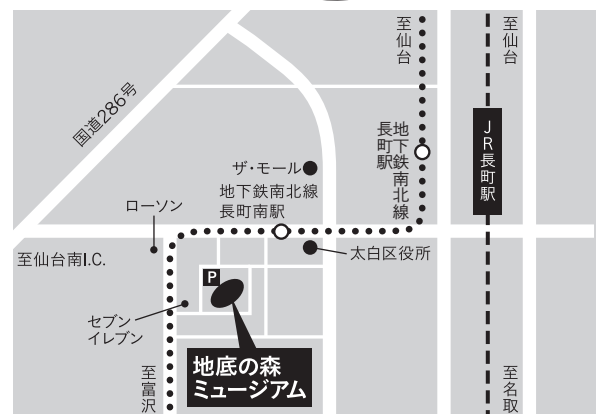 至仙台
至仙台
国道286号
地下鉄南北線
長町駅
JR長町駅
ザ・モール
地下鉄南北線
長町南駅
ローソン
太白区役所
至仙台南I.C.
P
セブン
イレブン
地底の森
ミュージアム
至富沢
至名取